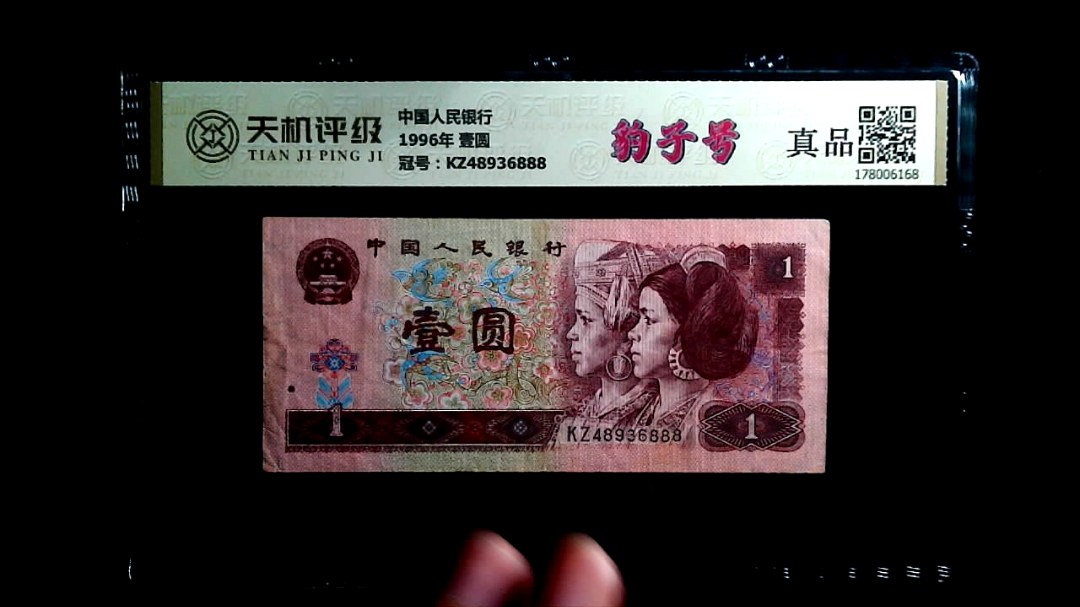 天机评级
TIAN JI PING JI
中国人民银行
1996年 壹圆
冠号：KZ48936888
豹子号
真品
178006168
中国人民银行
1
壹圆
1
KZ48936888
1